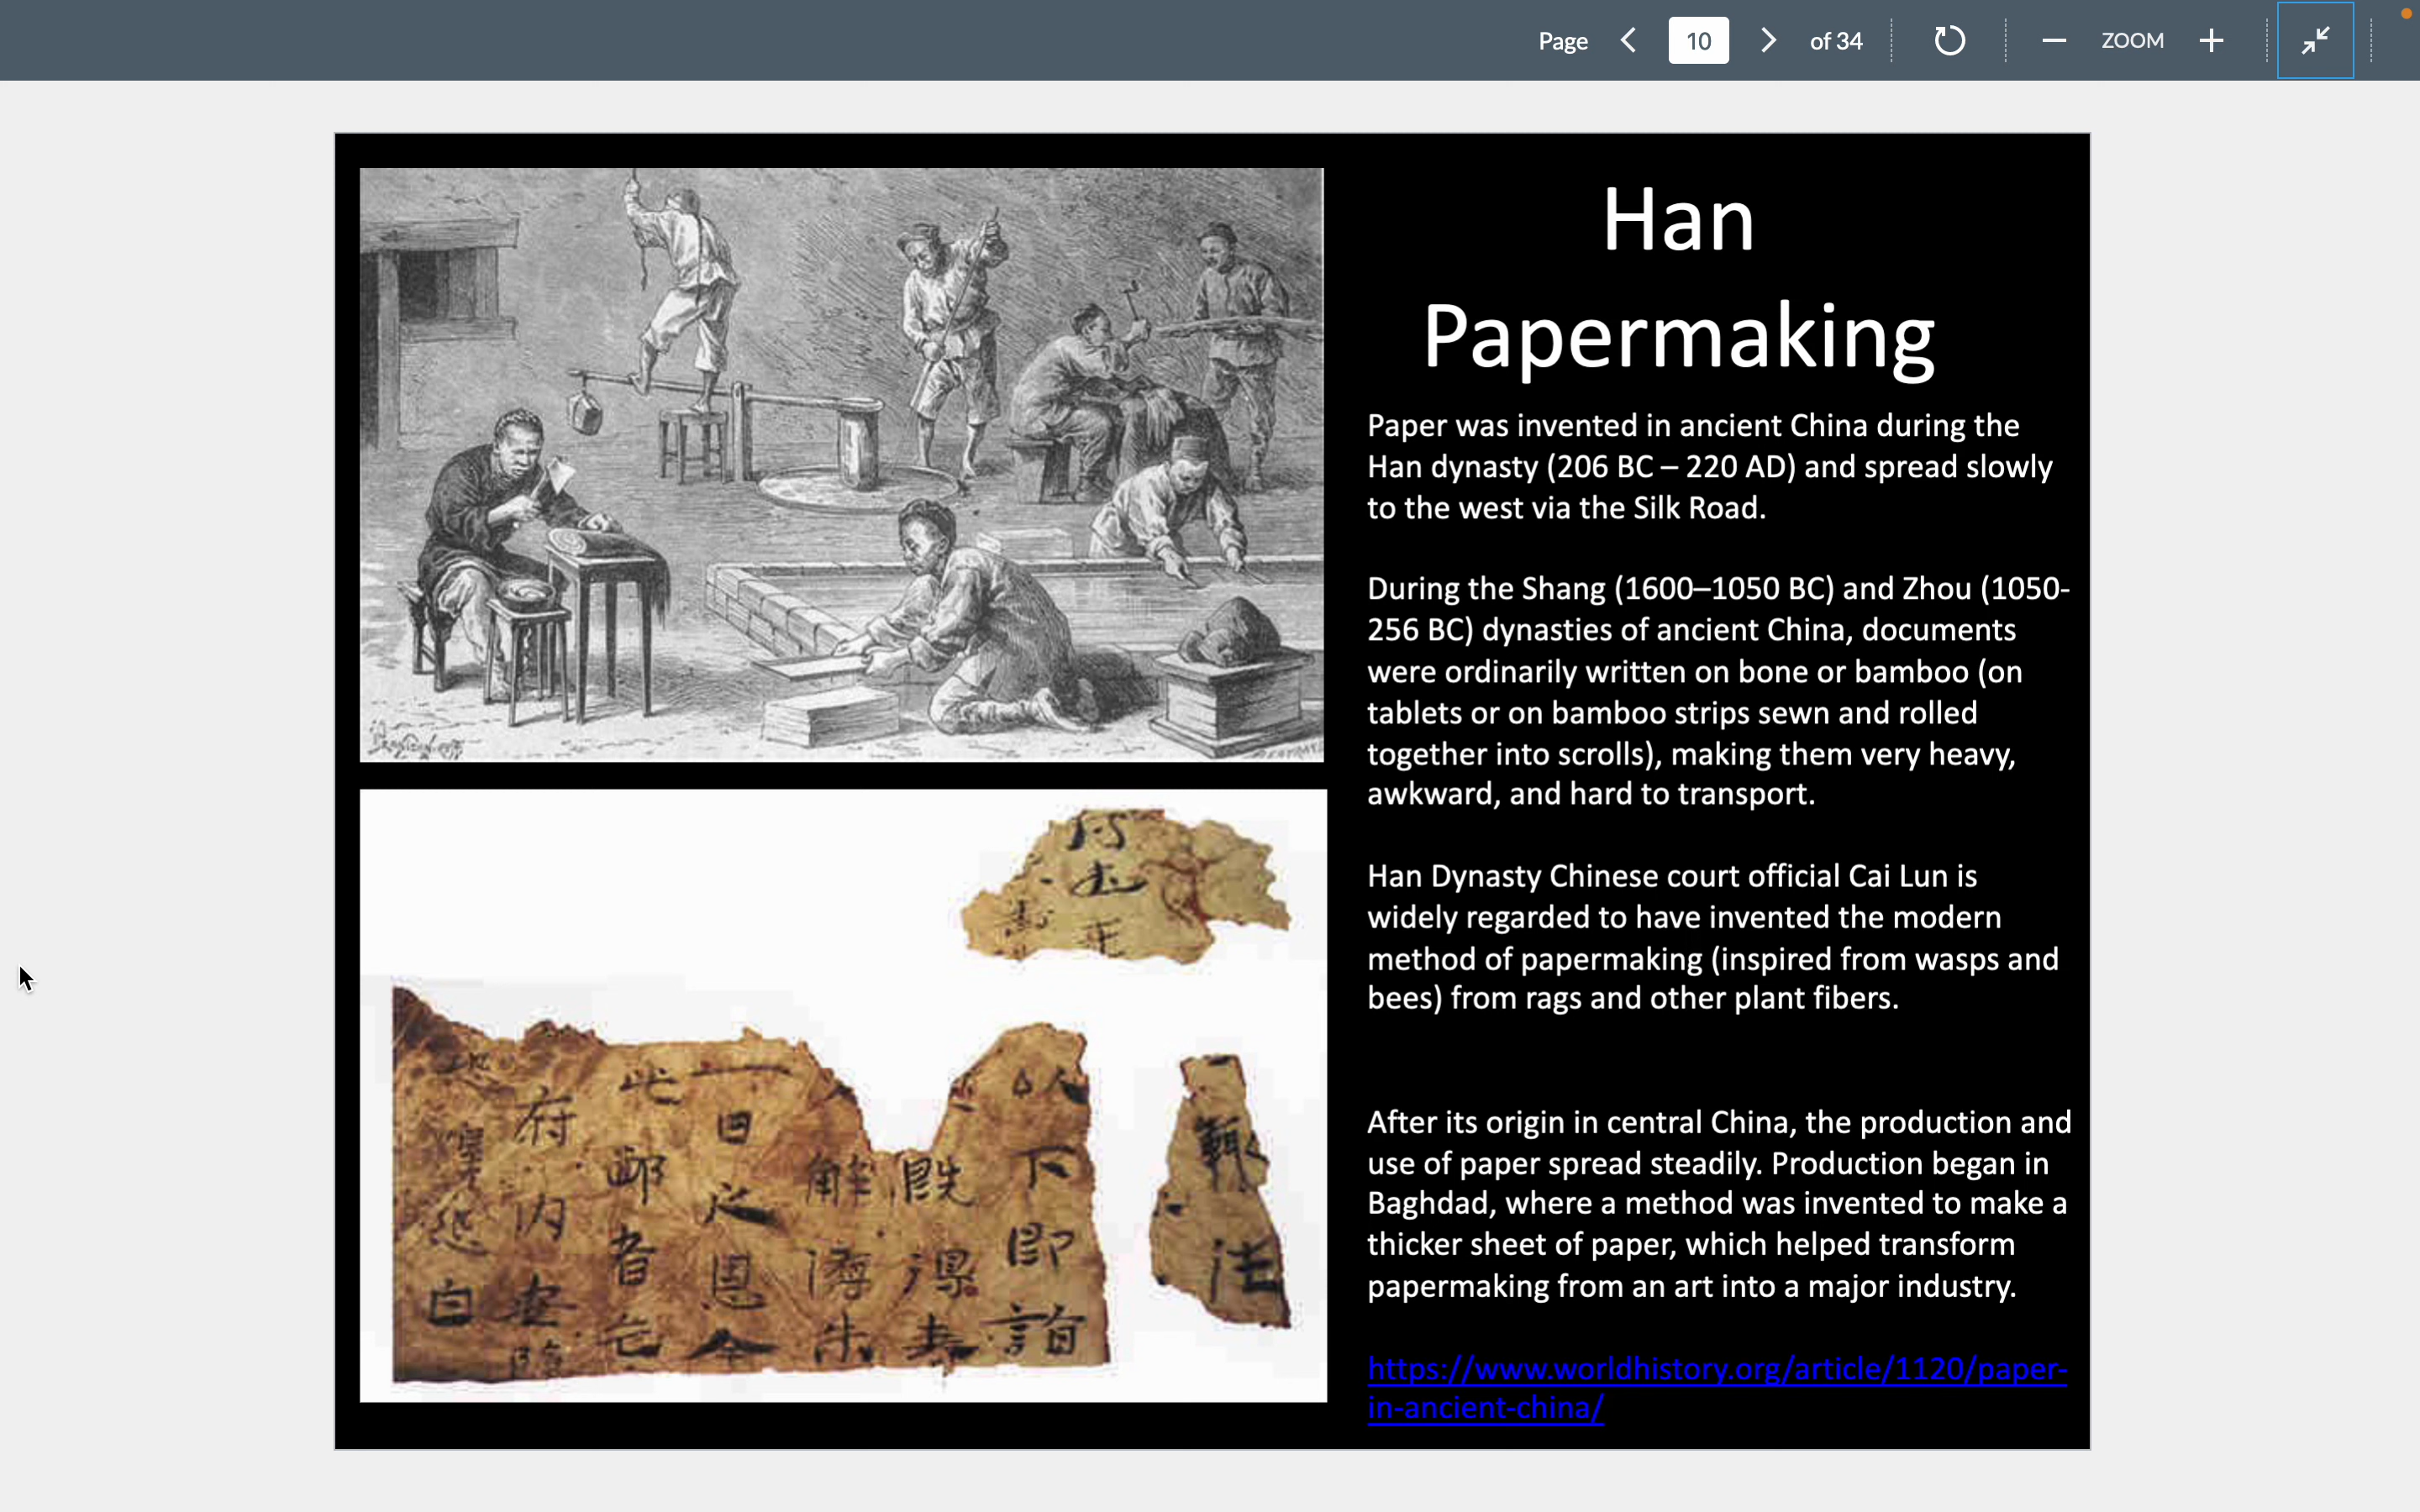 Page 10 of 34 ZOOM
Han
Papermaking
Paper was invented in ancient China during the
Han dynasty (206 BC – 220 AD) and spread slowly
to the west via the Silk Road.
During the Shang (1600–1050 BC) and Zhou (1050-
256 BC) dynasties of ancient China, documents
were ordinarily written on bone or bamboo (on
tablets or on bamboo strips sewn and rolled
together into scrolls), making them very heavy,
awkward, and hard to transport.
Han Dynasty Chinese court official Cai Lun is
widely regarded to have invented the modern
method of papermaking (inspired from wasps and
bees) from rags and other plant fibers.
After its origin in central China, the production and
use of paper spread steadily. Production began in
Baghdad, where a method was invented to make a
thicker sheet of paper, which helped transform
papermaking from an art into a major industry.
https://www.worldhistory.org/article/1120/paper-
in-ancient-china/